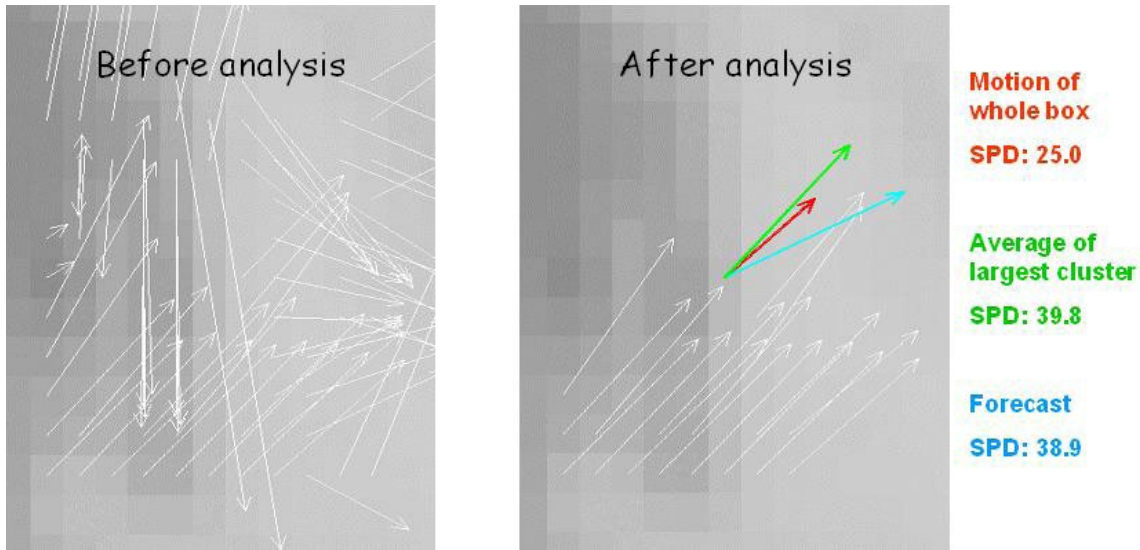 Before analysis
After analysis
Motion of
whole box
SPD: 25.0
Average of
largest cluster
SPD: 39.8
Forecast
SPD: 38.9